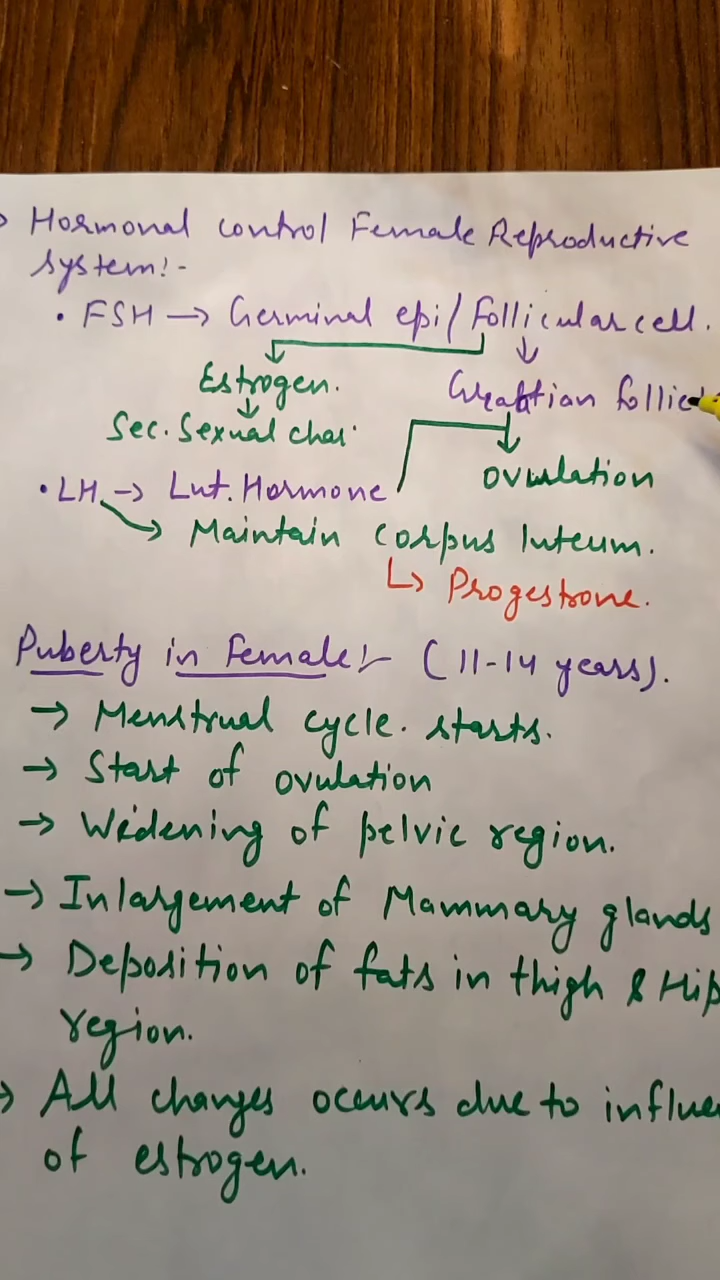 Hormonal control Female Reproductive
system:-
• FSH → Germinal epi/Follicular cell.
Estrogen.
Graafian follic
Sec. Sexual char
Ovulation
• LH → Lut. Hormone
→ Maintain Corpus luteum.
↳ Progestrone.
Puberty in Female:- (11-14 years).
→ Menstrual cycle. starts.
→ Start of ovulation
→ Widening of pelvic region.
→ Inlargement of Mammary glands
→ Deposition of fats in thigh & Hip
region.
→ All changes occurs due to influe
of estrogen.